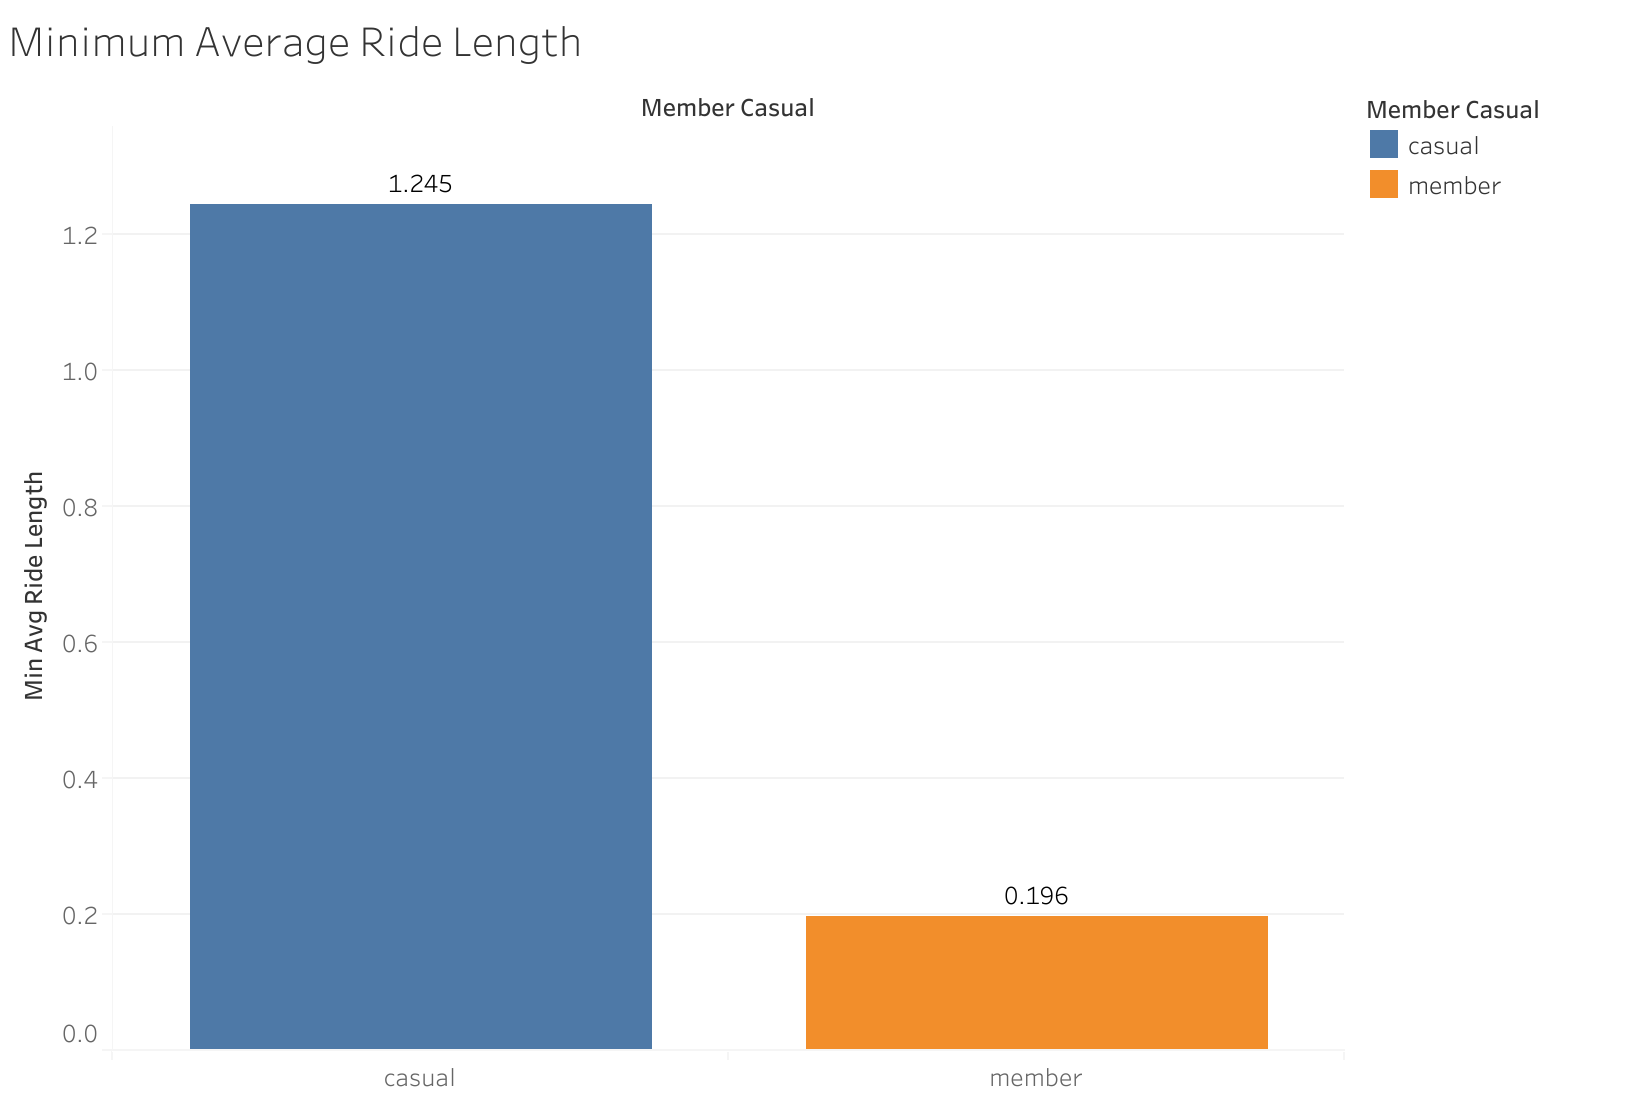 Minimum Average Ride Length
Member Casual
Member Casual
casual
member
1.245
0.196
1.2
1.0
0.8
0.6
0.4
0.2
0.0
Min Avg Ride Length
casual
member